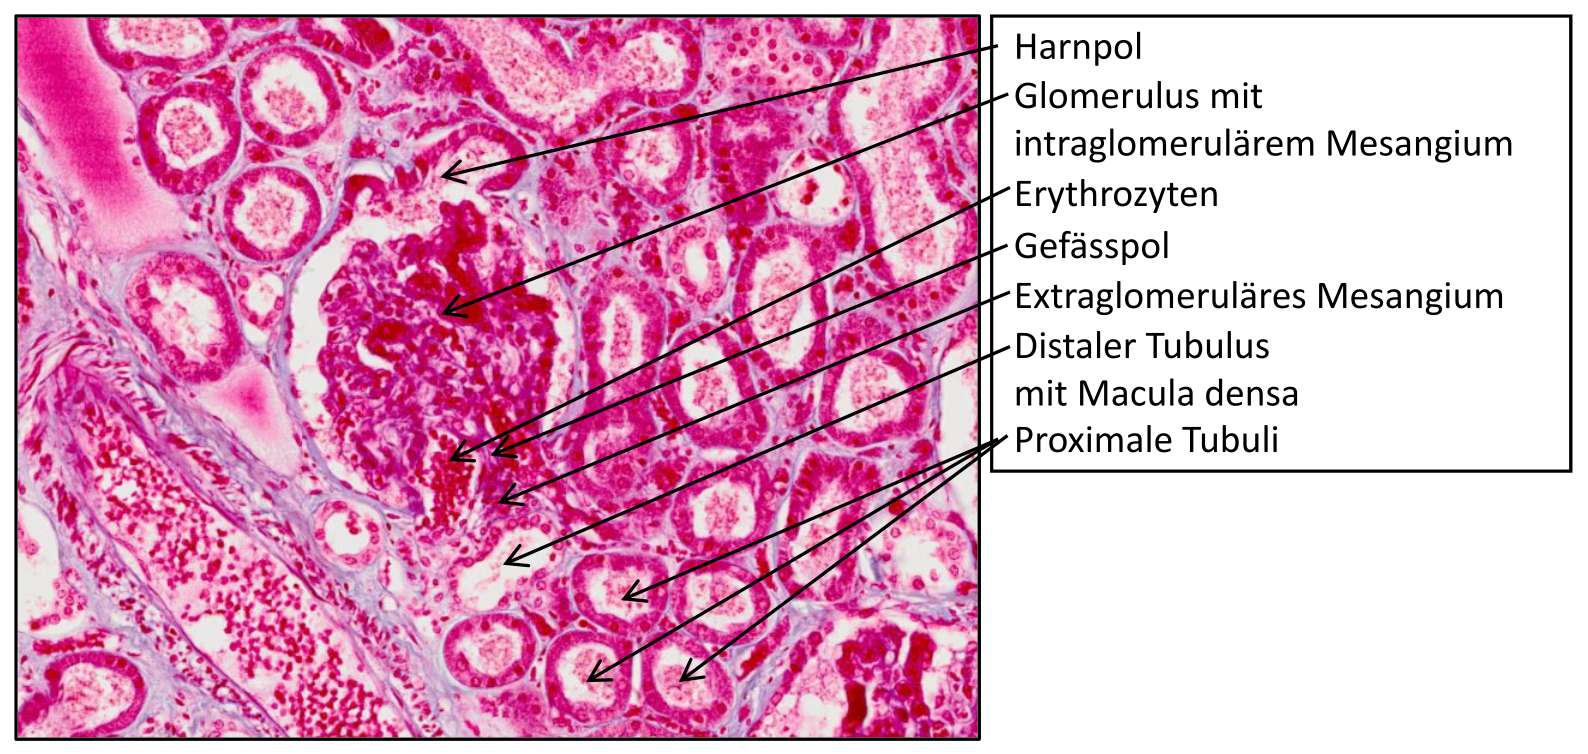 Harnpol
Glomerulus mit
intraglomerulärem Mesangium
Erythrozyten
Gefässpol
Extraglomeruläres Mesangium
Distaler Tubulus
mit Macula densa
Proximale Tubuli